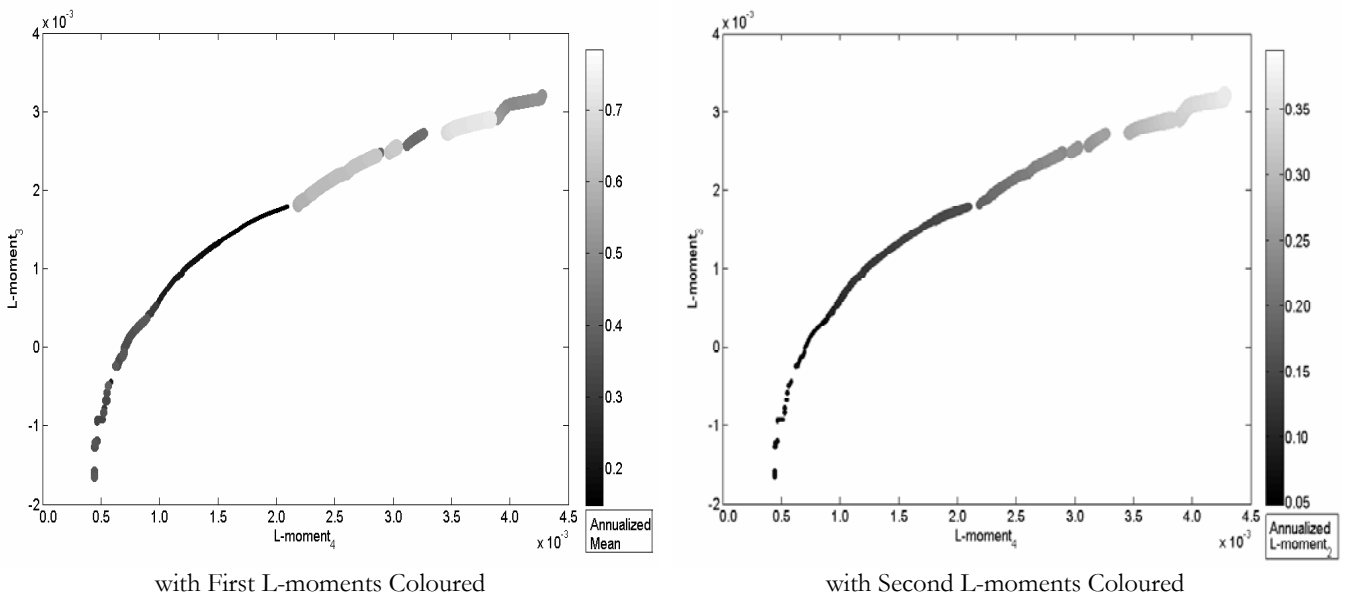 x 10⁻³
4
3
2
1
0
-1
-2
L-moment₃
0.0 0.5 1.0 1.5 2.0 2.5 3.0 3.5 4.0 4.5
L-moment₄
x 10⁻³
0.7
0.6
0.5
0.4
0.3
0.2
Annualized
Mean
with First L-moments Coloured
x 10⁻³
4
3
2
1
0
-1
-2
L-moment₃
0.0 0.5 1.0 1.5 2.0 2.5 3.0 3.5 4.0 4.5
L-moment₄
x 10⁻³
0.35
0.30
0.25
0.20
0.15
0.10
0.05
Annualized
L-moment₂
with Second L-moments Coloured